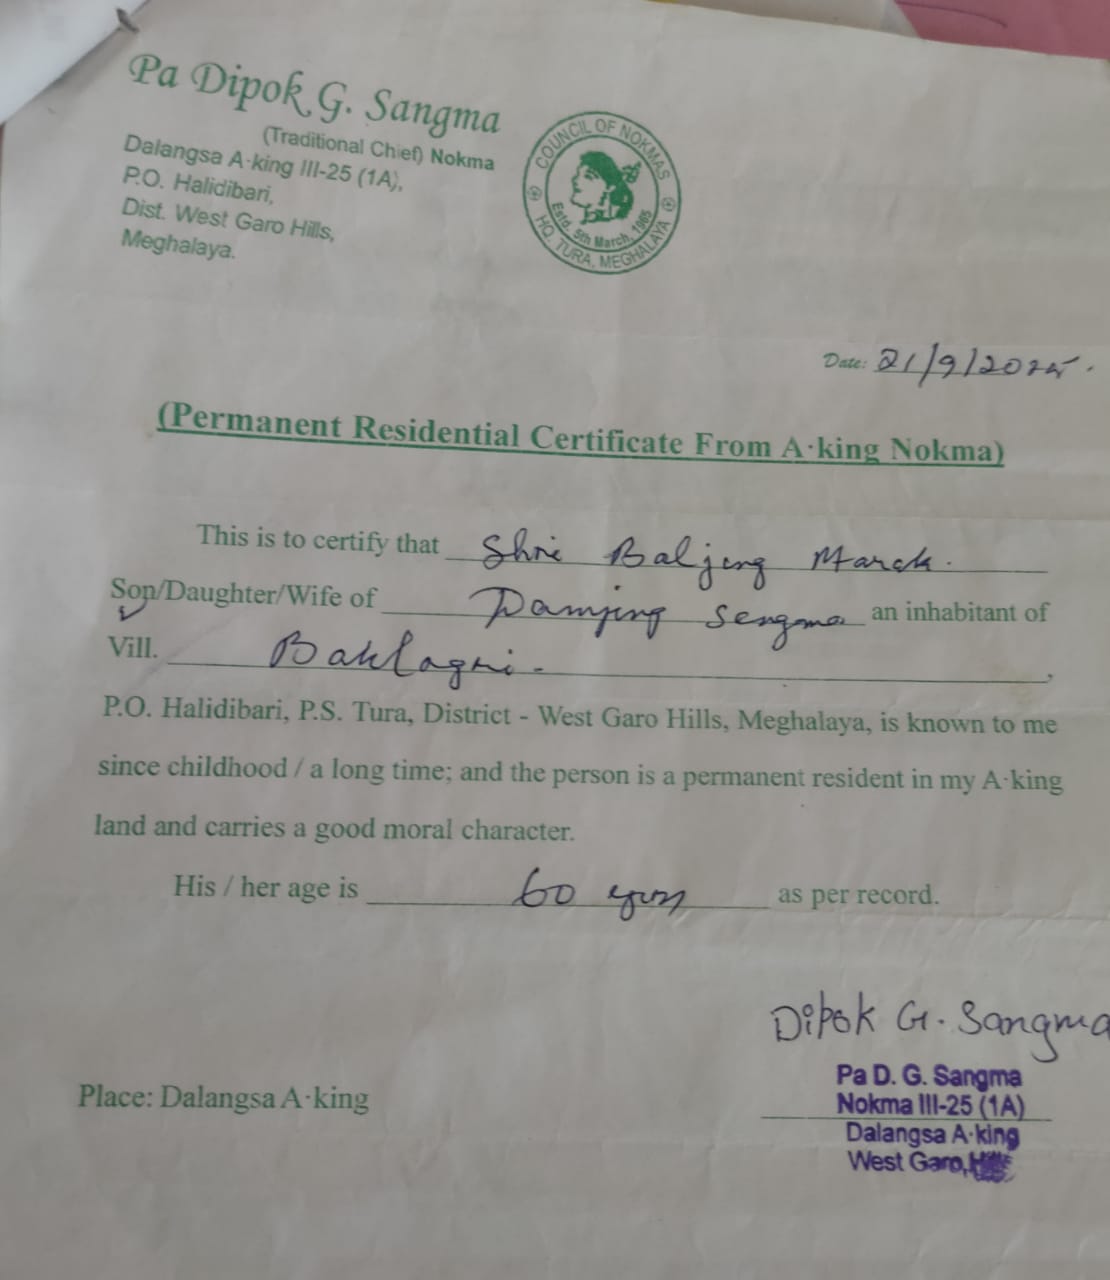 Pa Dipok G. Sangma
(Traditional Chief) Nokma
Dalangsa A·king III-25 (1A),
P.O. Halidibari,
Dist. West Garo Hills,
Meghalaya.
COUNCIL OF NOKMAS
Estd. 5th March, 1965
HQ. TURA, MEGHALAYA
Date: 21/9/2025.
(Permanent Residential Certificate From A·king Nokma)
This is to certify that Shri Baljeng Marak.
Son/Daughter/Wife of Damjing Sangma an inhabitant of
Vill. Baklagri-,
P.O. Halidibari, P.S. Tura, District - West Garo Hills, Meghalaya, is known to me
since childhood / a long time; and the person is a permanent resident in my A·king
land and carries a good moral character.
His / her age is 60 yrs as per record.
Dipok G. Sangma
Pa D. G. Sangma
Nokma III-25 (1A)
Dalangsa A·king
West Garo, Hills
Place: Dalangsa A·king